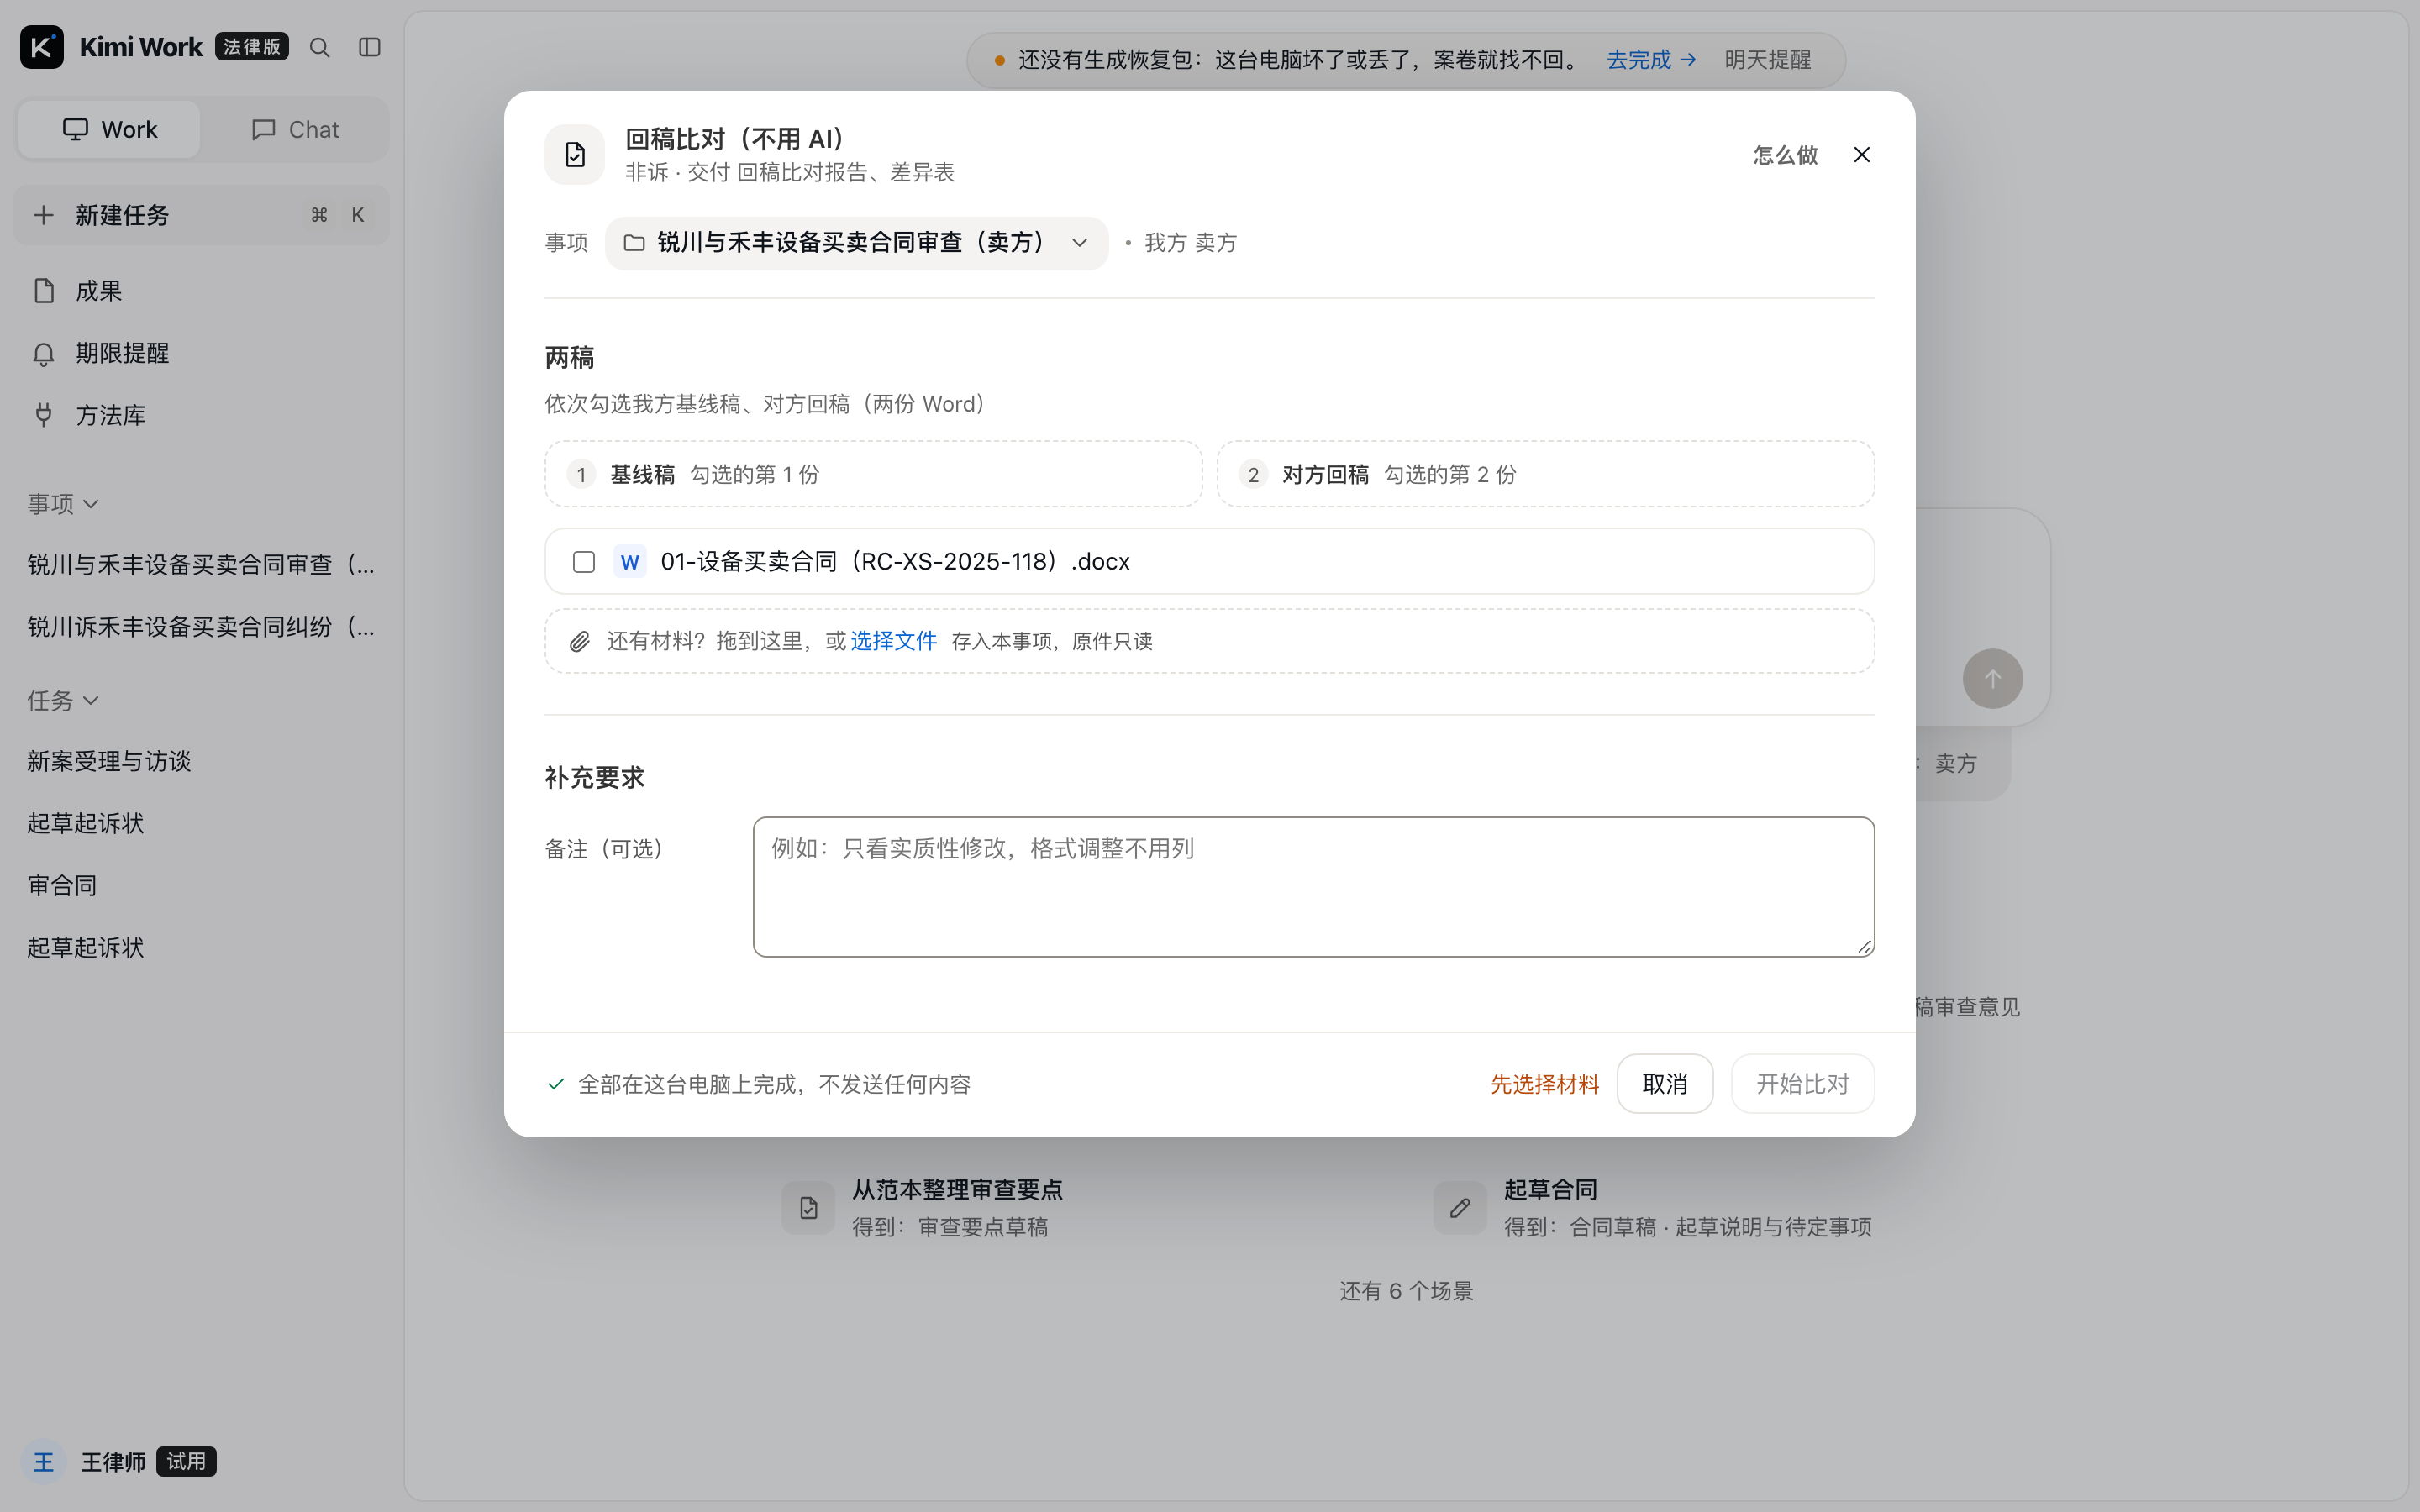 Kimi Work 法律版
Work
Chat
新建任务 ⌘ K
成果
期限提醒
方法库
事项
锐川与禾丰设备买卖合同审查（...
锐川诉禾丰设备买卖合同纠纷（...
任务
新案受理与访谈
起草起诉状
审合同
起草起诉状
王 王律师 试用
还没有生成恢复包：这台电脑坏了或丢了，案卷就找不回。 去完成 → 明天提醒
回稿比对（不用 AI）
非诉 · 交付 回稿比对报告、差异表
怎么做
事项 锐川与禾丰设备买卖合同审查（卖方） • 我方 卖方
两稿
依次勾选我方基线稿、对方回稿（两份 Word）
1 基线稿 勾选的第 1 份
2 对方回稿 勾选的第 2 份
W 01-设备买卖合同（RC-XS-2025-118）.docx
还有材料？拖到这里，或 选择文件 存入本事项，原件只读
补充要求
备注（可选）
例如：只看实质性修改，格式调整不用列
全部在这台电脑上完成，不发送任何内容
先选择材料
取消
开始比对
：卖方
稿审查意见
从范本整理审查要点
得到：审查要点草稿
起草合同
得到：合同草稿 · 起草说明与待定事项
还有 6 个场景